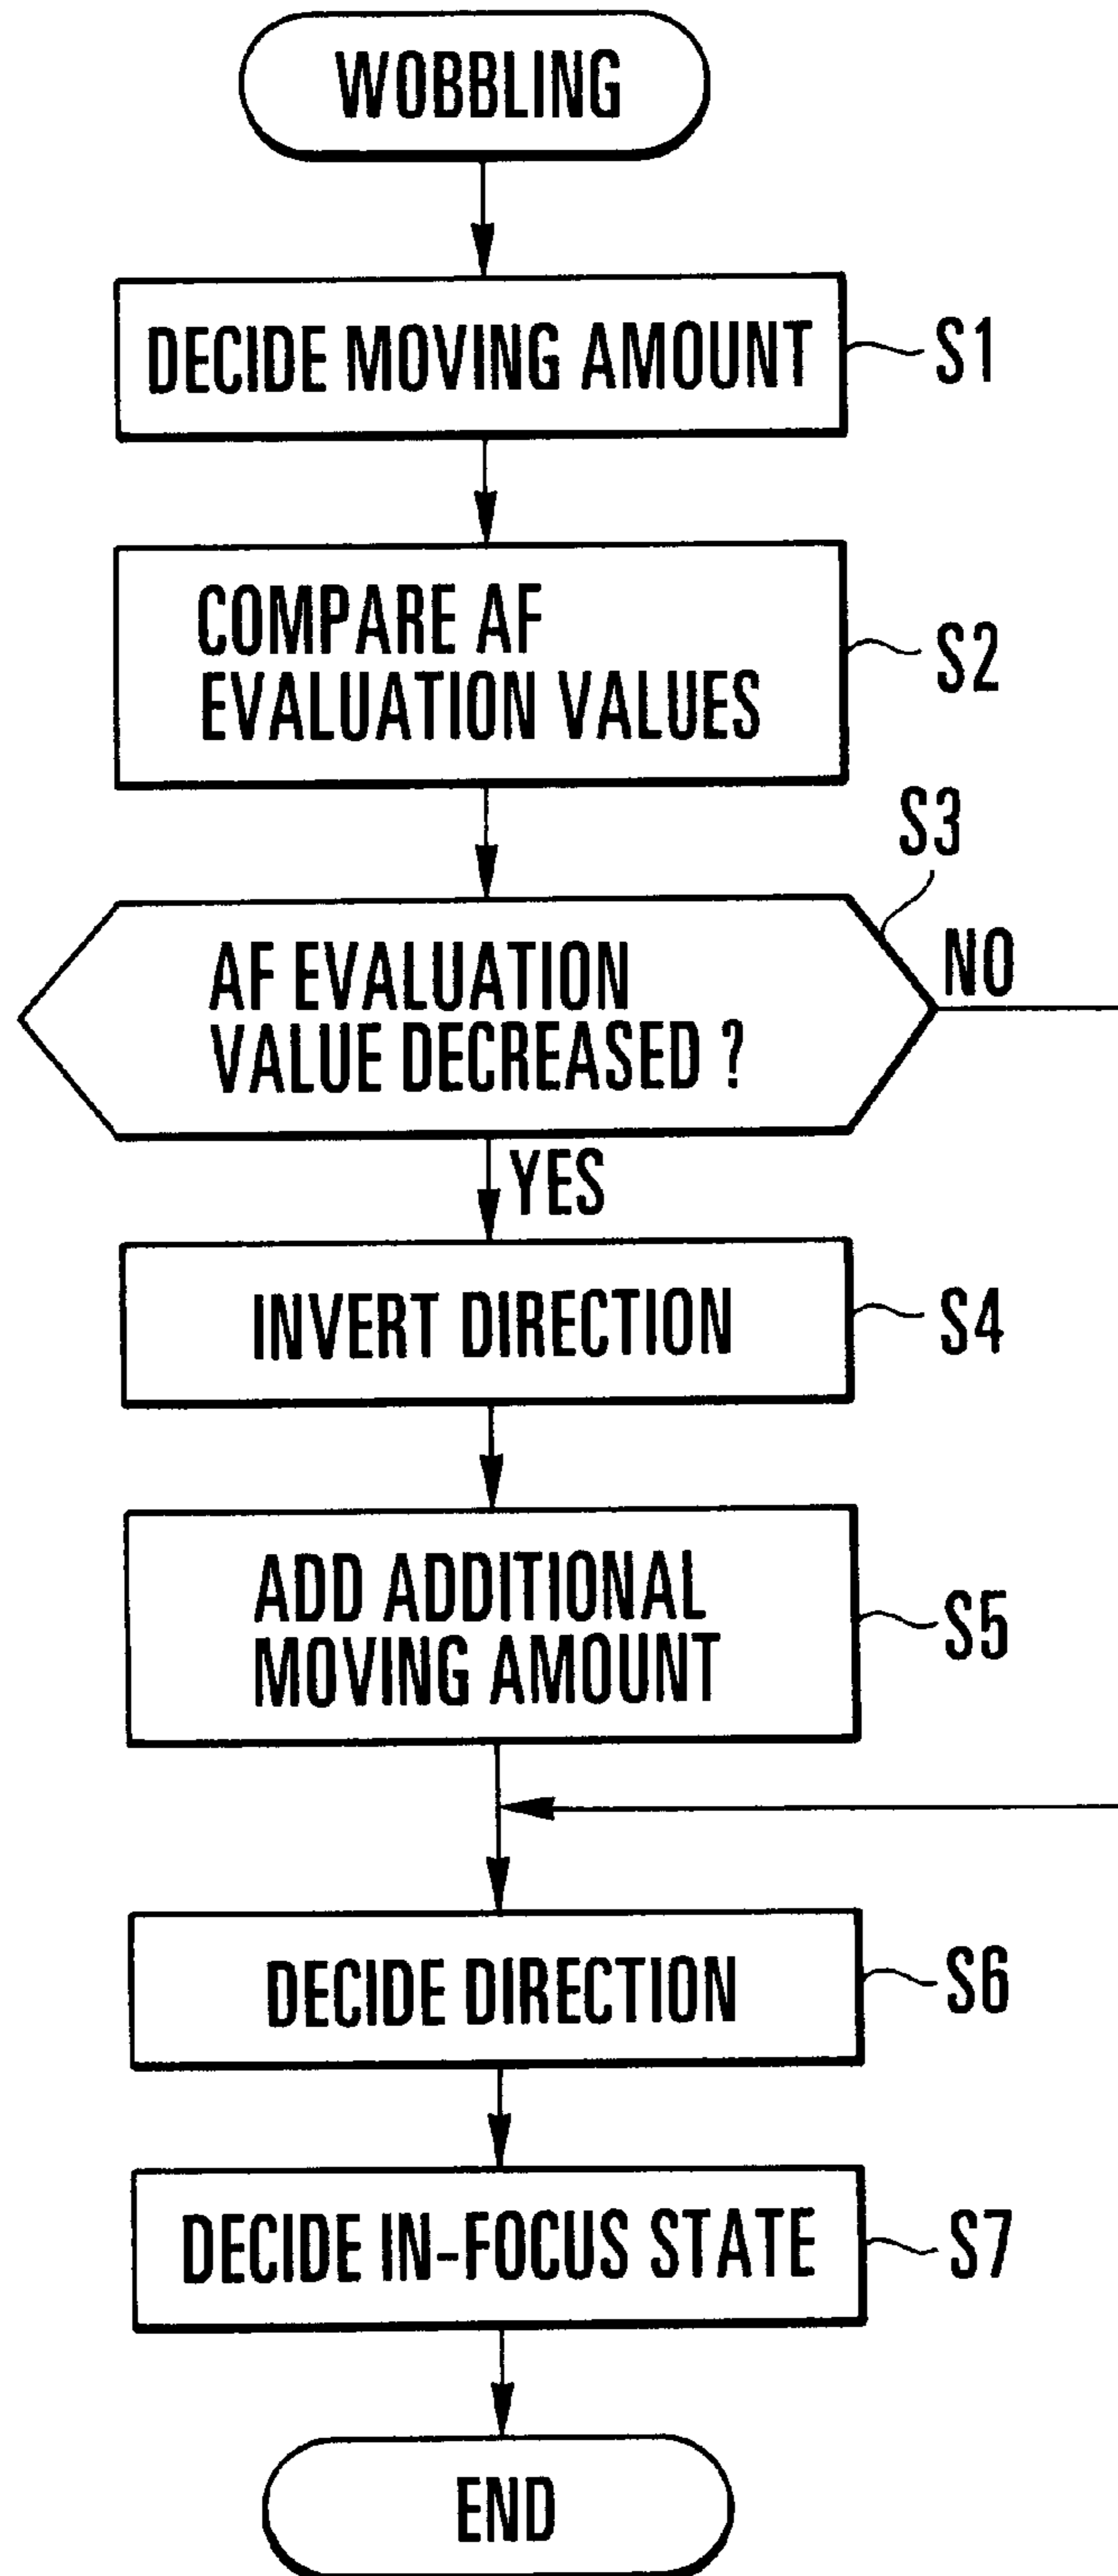 WOBBLING
DECIDE MOVING AMOUNT
S1
COMPARE AF
EVALUATION VALUES
S2
S3
AF EVALUATION
VALUE DECREASED ?
NO
YES
INVERT DIRECTION
S4
ADD ADDITIONAL
MOVING AMOUNT
S5
DECIDE DIRECTION
S6
DECIDE IN-FOCUS STATE
S7
END